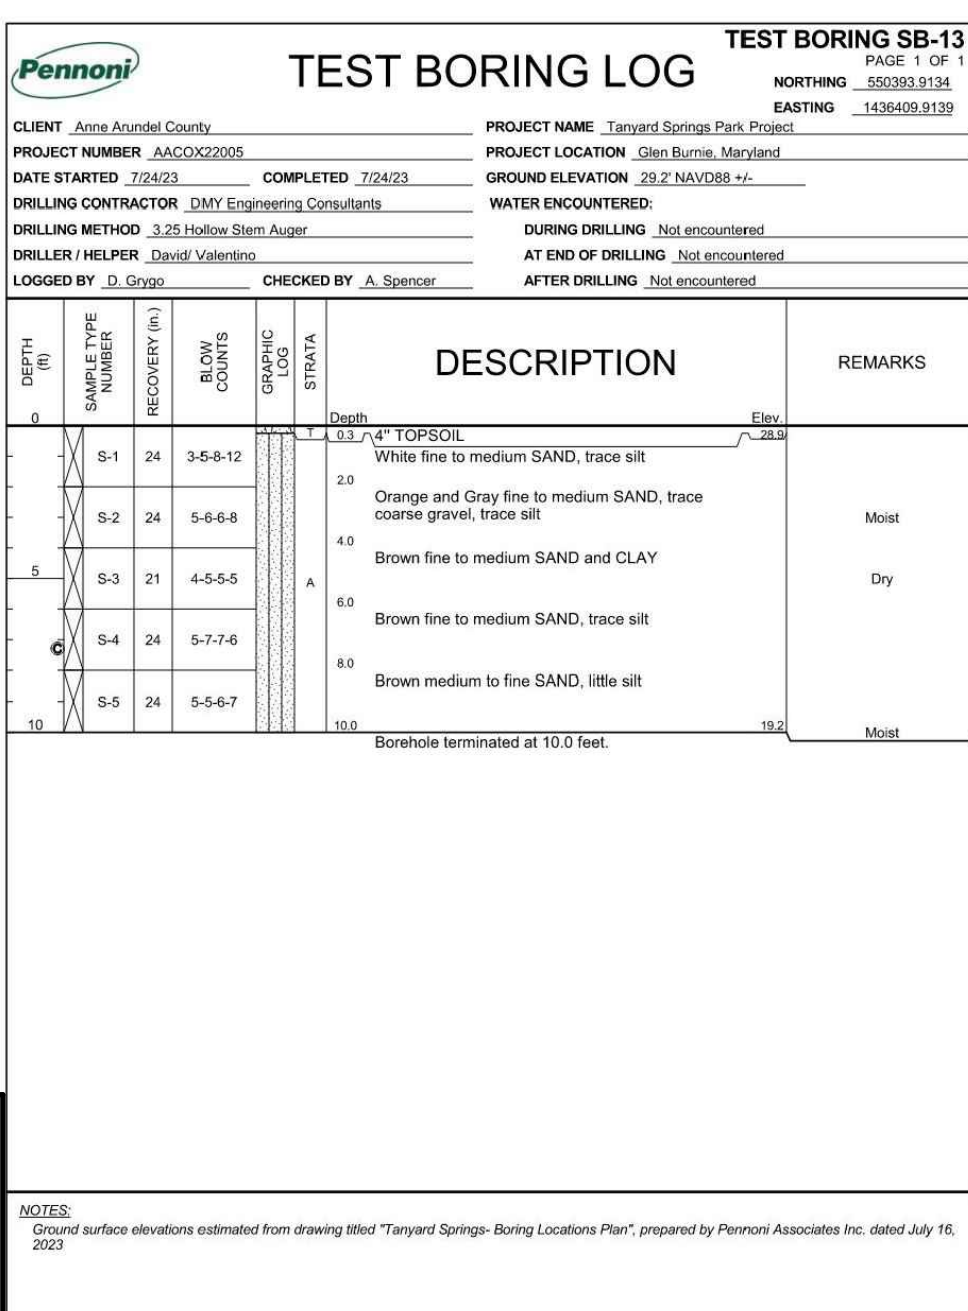 TEST BORING SB-13
PAGE 1 OF 1
Pennoni
TEST BORING LOG
NORTHING 550393.9134
EASTING 1436409.9139
CLIENT Anne Arundel County
PROJECT NAME Tanyard Springs Park Project
PROJECT NUMBER AACOX22005
PROJECT LOCATION Glen Burnie, Maryland
DATE STARTED 7/24/23 COMPLETED 7/24/23
GROUND ELEVATION 29.2' NAVD88 +/-
DRILLING CONTRACTOR DMY Engineering Consultants
WATER ENCOUNTERED:
DRILLING METHOD 3.25 Hollow Stem Auger
DURING DRILLING Not encountered
DRILLER / HELPER David/ Valentino
AT END OF DRILLING Not encountered
LOGGED BY D. Grygo CHECKED BY A. Spencer
AFTER DRILLING Not encountered
DEPTH (ft)
SAMPLE TYPE NUMBER
RECOVERY (in.)
BLOW COUNTS
GRAPHIC LOG
STRATA
DESCRIPTION
REMARKS
0 Depth Elev.
T 0.3 4" TOPSOIL 28.9
S-1 24 3-5-8-12 White fine to medium SAND, trace silt
2.0
Orange and Gray fine to medium SAND, trace
coarse gravel, trace silt
S-2 24 5-6-6-8 Moist
4.0
Brown fine to medium SAND and CLAY
5 S-3 21 4-5-5-5 A Dry
6.0
Brown fine to medium SAND, trace silt
S-4 24 5-7-7-6
C
8.0
Brown medium to fine SAND, little silt
S-5 24 5-5-6-7
10 10.0 19.2
Moist
Borehole terminated at 10.0 feet.
NOTES:
Ground surface elevations estimated from drawing titled "Tanyard Springs- Boring Locations Plan", prepared by Pennoni Associates Inc. dated July 16,
2023